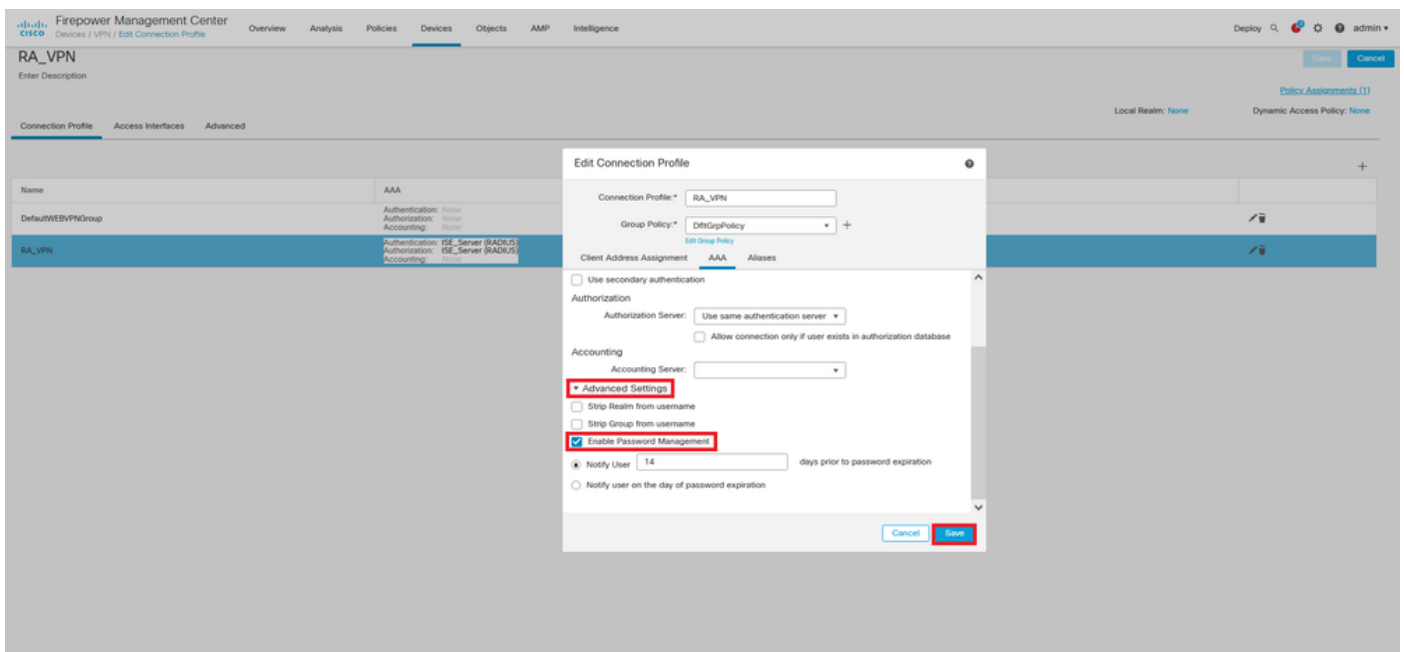 Firepower Management Center
CISCO Devices / VPN / Edit Connection Profile
Overview Analysis Policies Devices Objects AMP Intelligence
Deploy admin
RA_VPN
Save Cancel
Enter Description
Policy Assignments (1)
Local Realm: None Dynamic Access Policy: None
Connection Profile Access Interfaces Advanced
Name AAA
DefaultWEBVPNGroup
Authentication: None
Authorization: None
Accounting: None
RA_VPN
Authentication: ISE_Server (RADIUS)
Authorization: ISE_Server (RADIUS)
Accounting: None
Edit Connection Profile
Connection Profile:* RA_VPN
Group Policy:* DfltGrpPolicy
Edit Group Policy
Client Address Assignment AAA Aliases
Use secondary authentication
Authorization
Authorization Server: Use same authentication server
Allow connection only if user exists in authorization database
Accounting
Accounting Server:
Advanced Settings
Strip Realm from username
Strip Group from username
Enable Password Management
Notify User 14 days prior to password expiration
Notify user on the day of password expiration
Cancel Save